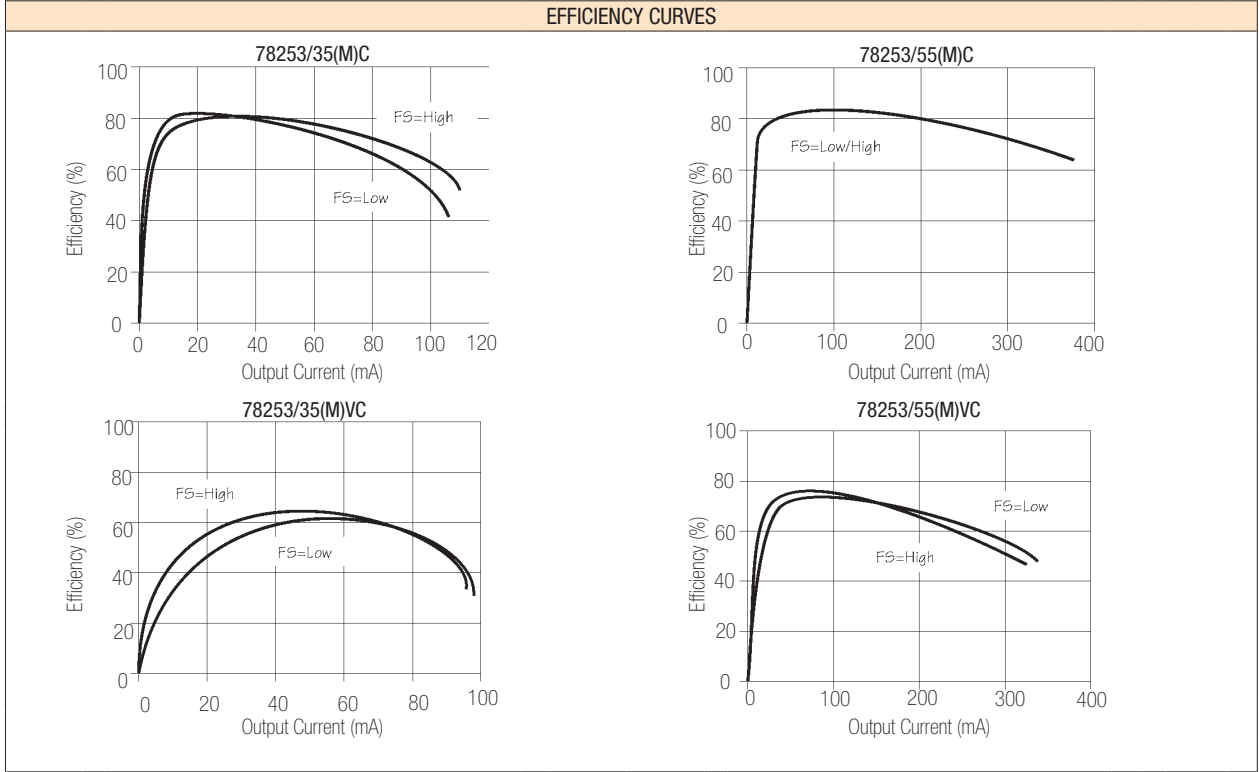 EFFICIENCY CURVES
78253/35(M)C
100
80
60
40
20
0
Efficiency (%)
FS=High
FS=Low
0 20 40 60 80 100 120
Output Current (mA)
78253/55(M)C
100
80
60
40
20
0
Efficiency (%)
FS=Low/High
0 100 200 300 400
Output Current (mA)
78253/35(M)VC
100
80
60
40
20
0
Efficiency (%)
FS=High
FS=Low
0 20 40 60 80 100
Output Current (mA)
78253/55(M)VC
100
80
60
40
20
0
Efficiency (%)
FS=Low
FS=High
0 100 200 300 400
Output Current (mA)